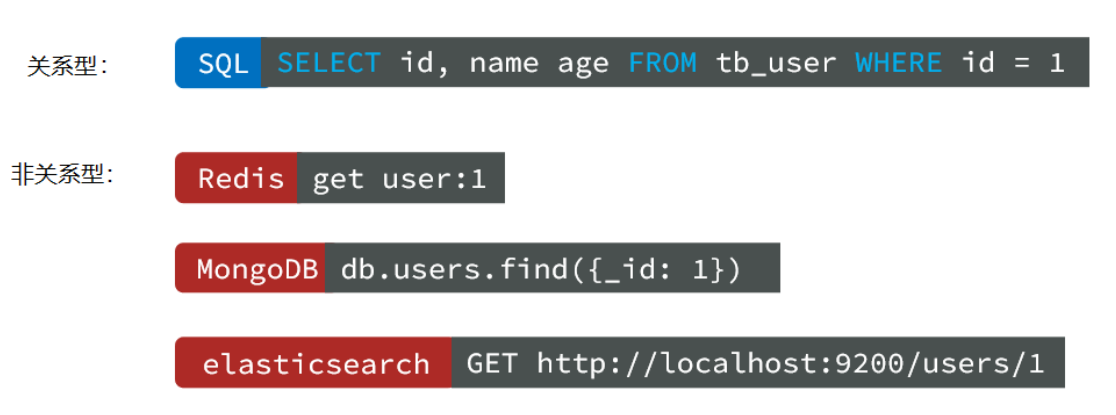 关系型: SQL SELECT id, name age FROM tb_user WHERE id = 1
非关系型: Redis get user:1
MongoDB db.users.find({_id: 1})
elasticsearch GET http://localhost:9200/users/1